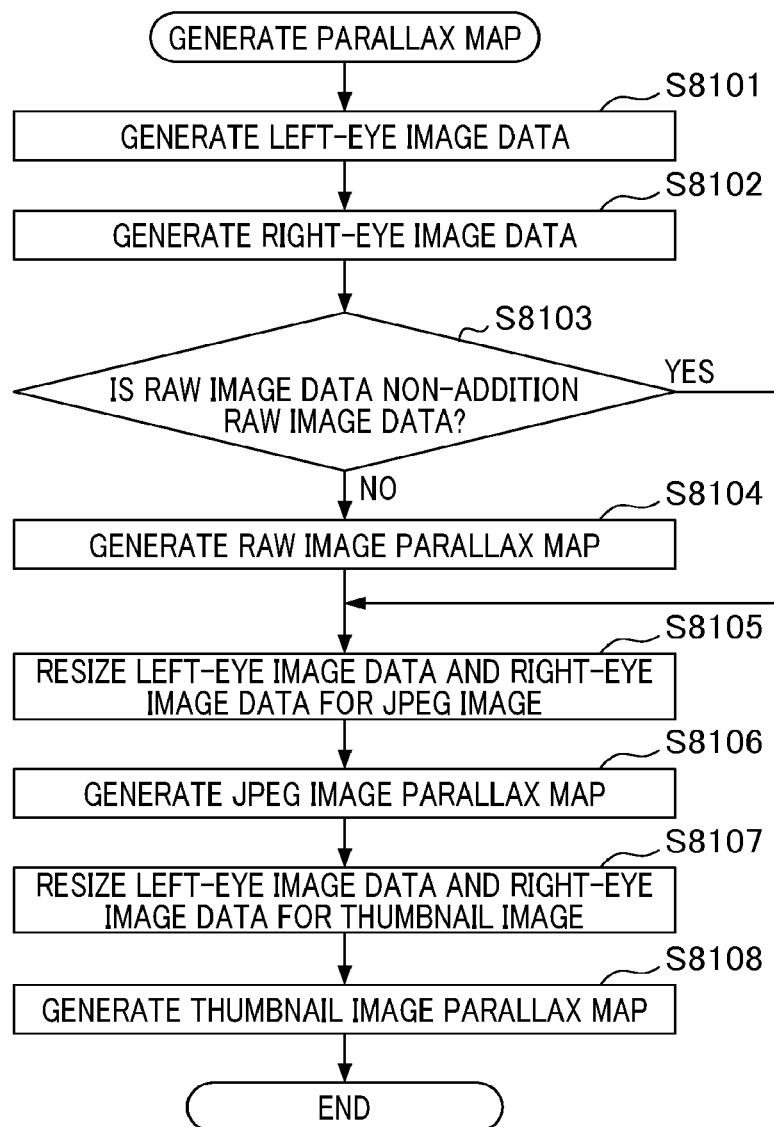 GENERATE PARALLAX MAP
S8101
GENERATE LEFT-EYE IMAGE DATA
S8102
GENERATE RIGHT-EYE IMAGE DATA
S8103
IS RAW IMAGE DATA NON-ADDITION
RAW IMAGE DATA?
YES
NO
S8104
GENERATE RAW IMAGE PARALLAX MAP
S8105
RESIZE LEFT-EYE IMAGE DATA AND RIGHT-EYE
IMAGE DATA FOR JPEG IMAGE
S8106
GENERATE JPEG IMAGE PARALLAX MAP
S8107
RESIZE LEFT-EYE IMAGE DATA AND RIGHT-EYE
IMAGE DATA FOR THUMBNAIL IMAGE
S8108
GENERATE THUMBNAIL IMAGE PARALLAX MAP
END